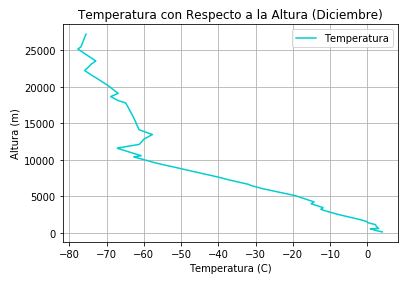 Temperatura con Respecto a la Altura (Diciembre)
Temperatura
25000
20000
15000
10000
5000
0
Altura (m)
−80 −70 −60 −50 −40 −30 −20 −10 0
Temperatura (C)